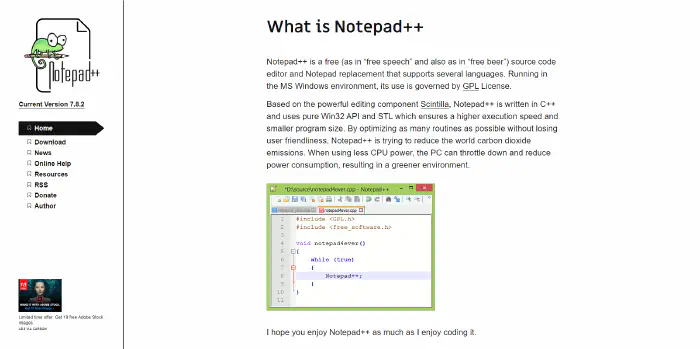 What is Notepad++
Notepad++ is a free (as in "free speech" and also as in "free beer") source code
editor and Notepad replacement that supports several languages. Running in
the MS Windows environment, its use is governed by GPL License.
Based on the powerful editing component Scintilla, Notepad++ is written in C++
and uses pure Win32 API and STL which ensures a higher execution speed and
smaller program size. By optimizing as many routines as possible without losing
user friendliness, Notepad++ is trying to reduce the world carbon dioxide
emissions. When using less CPU power, the PC can throttle down and reduce
power consumption, resulting in a greener environment.
*D:\source\notepad4ever.cpp - Notepad++
notepad4ever.cpp
1 #include <GPL.h>
2 #include <free_software.h>
3
4 void notepad4ever()
5 {
6 while (true)
7 {
8 Notepad++;
9 }
10 }
11
I hope you enjoy Notepad++ as much as I enjoy coding it.
Notepad++
Current Version 7.8.2
Home
Download
News
Online Help
Resources
RSS
Donate
Author
Limited time offer: Get 10 free Adobe Stock
images.
ADS VIA CARBON